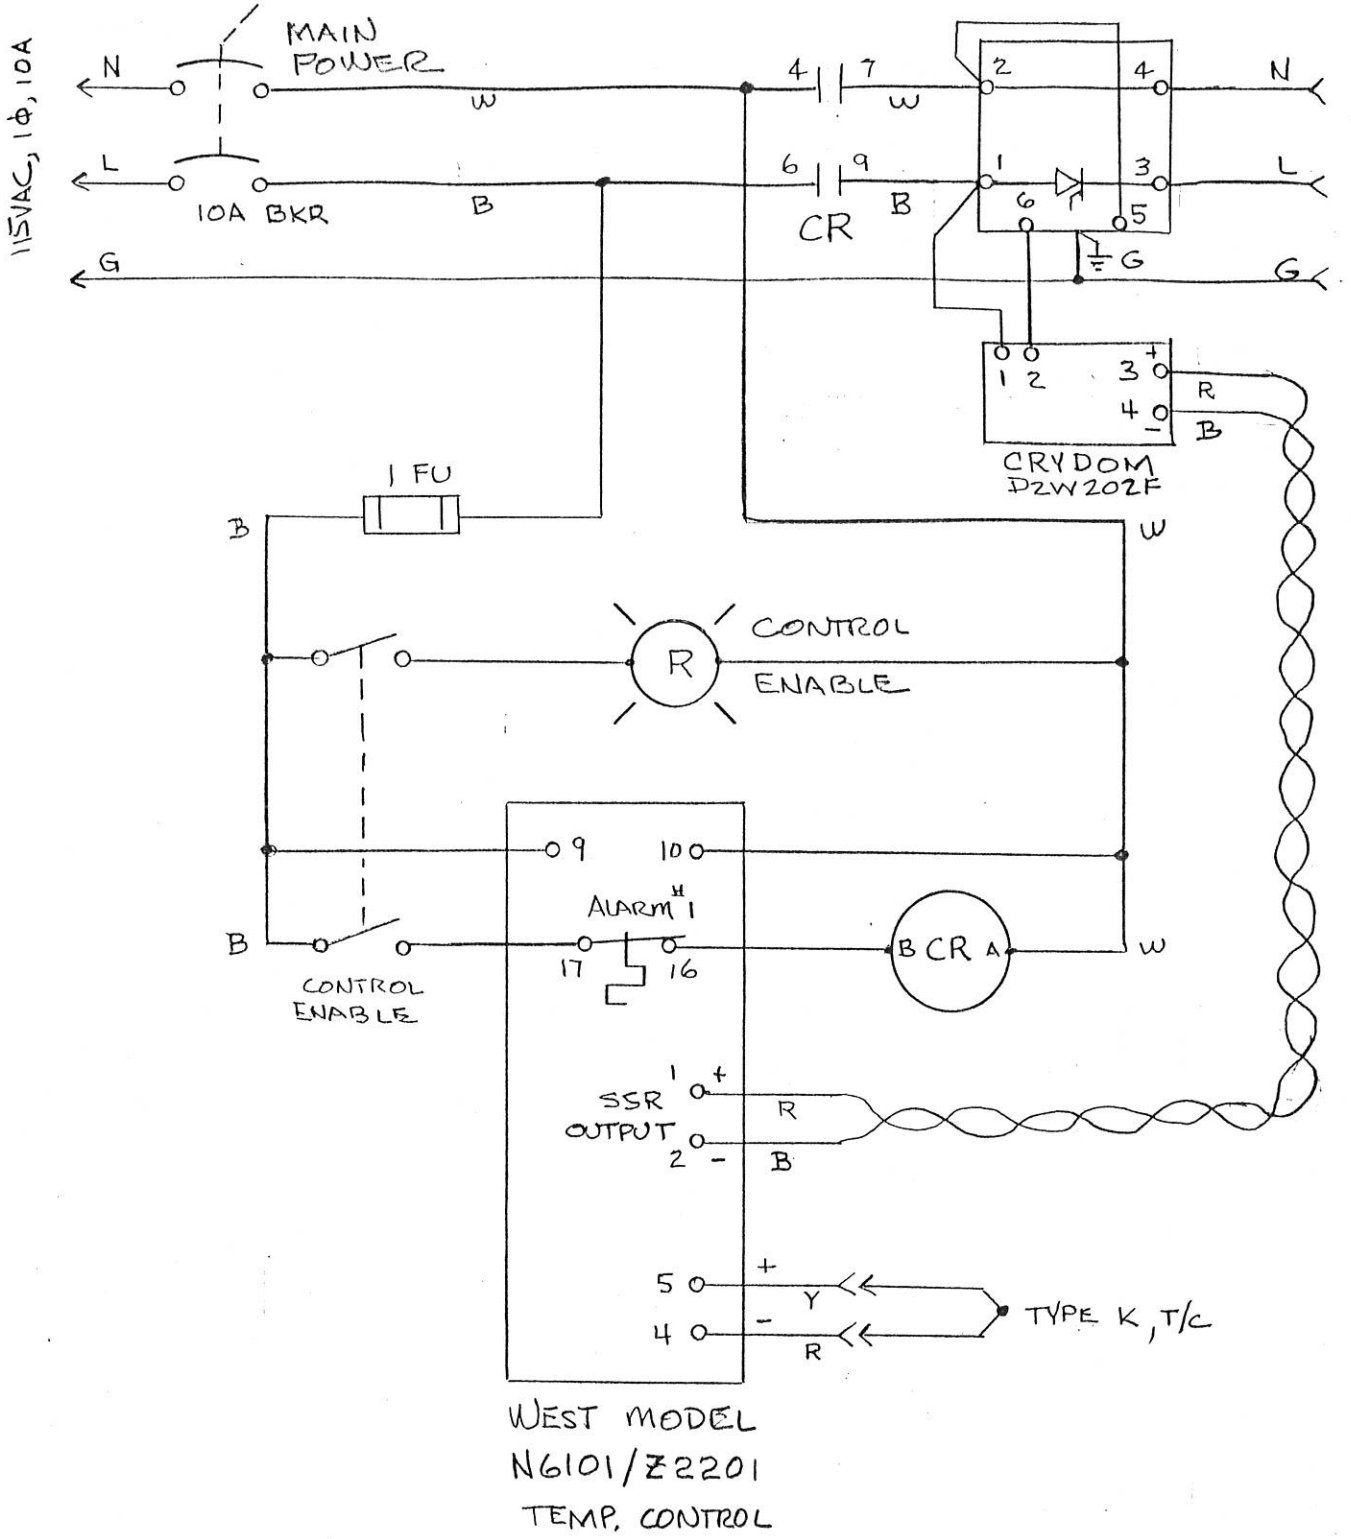 115VAC, 1Φ, 10A
MAIN
POWER
N
W
4 7
W
2 4
N
L
10A BKR
B
6 9
B
CR
1 3
6 5
L
G
G
G
1 2
3 +
4 -
R
B
CRYDOM
D2W202F
1 FU
B
W
R
CONTROL
ENABLE
9 10
ALARM #1
B
17 16
B CR A
W
CONTROL
ENABLE
1 +
SSR
OUTPUT
R
2 -
B
5 +
Y
4 -
R
TYPE K, T/C
WEST MODEL
N6101/Z2201
TEMP. CONTROL